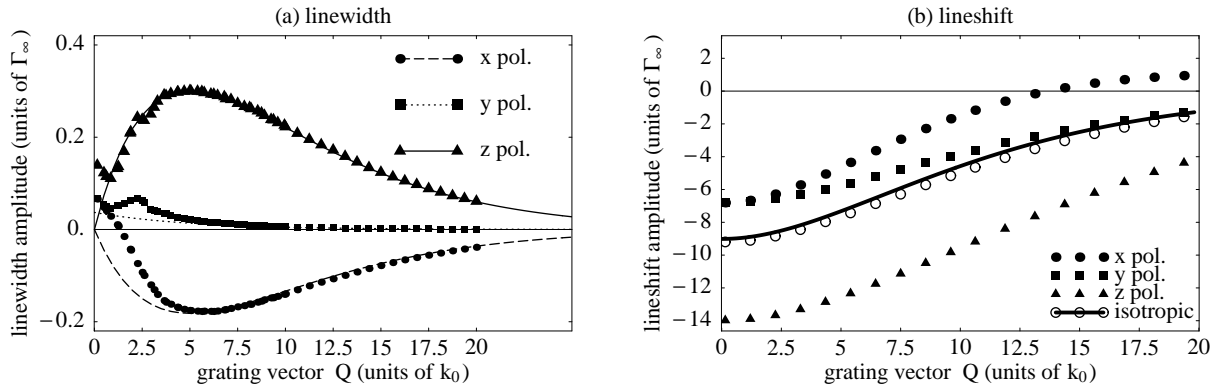 (a) linewidth
linewidth amplitude (units of Γ∞)
0.4
0.2
0.
−0.2
x pol.
y pol.
z pol.
0 2.5 5 7.5 10 12.5 15 17.5 20
grating vector Q (units of k0)
(b) lineshift
lineshift amplitude (units of Γ∞)
2
0
−2
−4
−6
−8
−10
−12
−14
x pol.
y pol.
z pol.
isotropic
0 2.5 5 7.5 10 12.5 15 17.5 20
grating vector Q (units of k0)